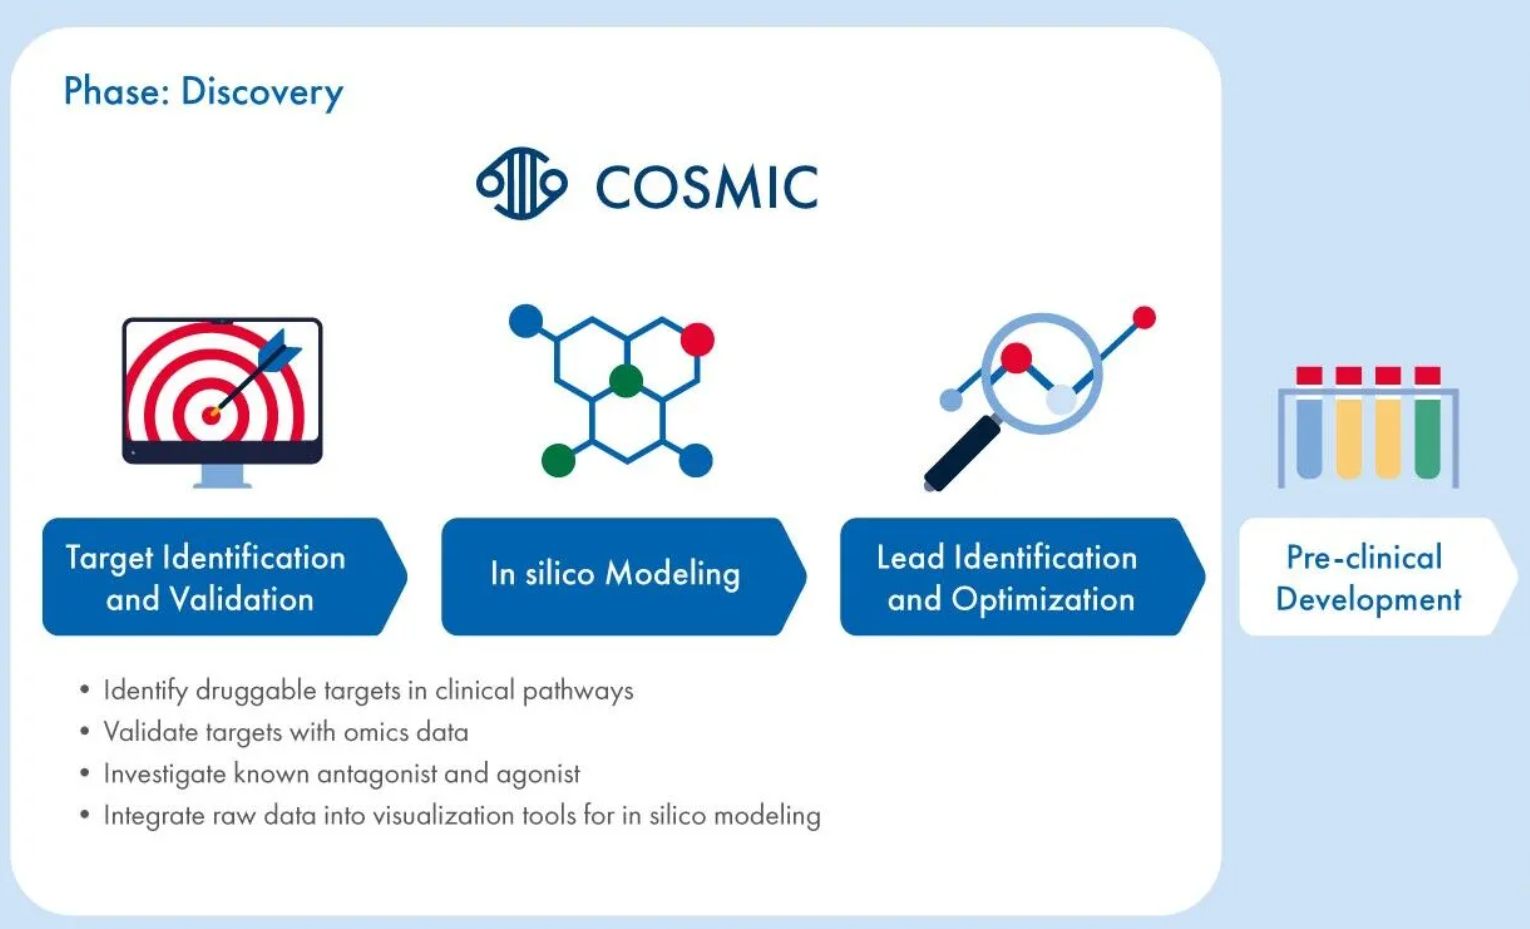 Phase: Discovery
COSMIC
Target Identification
and Validation
In silico Modeling
Lead Identification
and Optimization
Pre-clinical
Development
• Identify druggable targets in clinical pathways
• Validate targets with omics data
• Investigate known antagonist and agonist
• Integrate raw data into visualization tools for in silico modeling